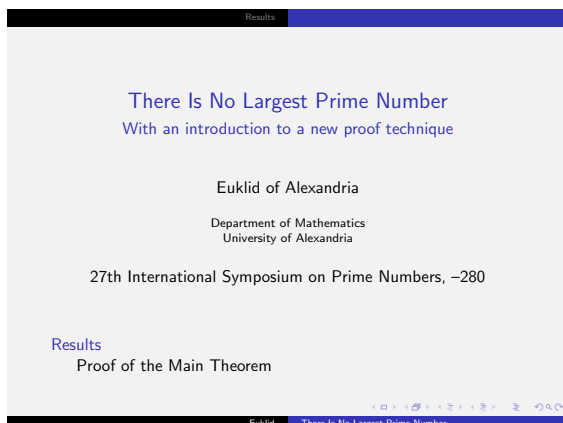 Results
There Is No Largest Prime Number
With an introduction to a new proof technique
Euklid of Alexandria
Department of Mathematics
University of Alexandria
27th International Symposium on Prime Numbers, –280
Results
Proof of the Main Theorem
Euklid There Is No Largest Prime Number